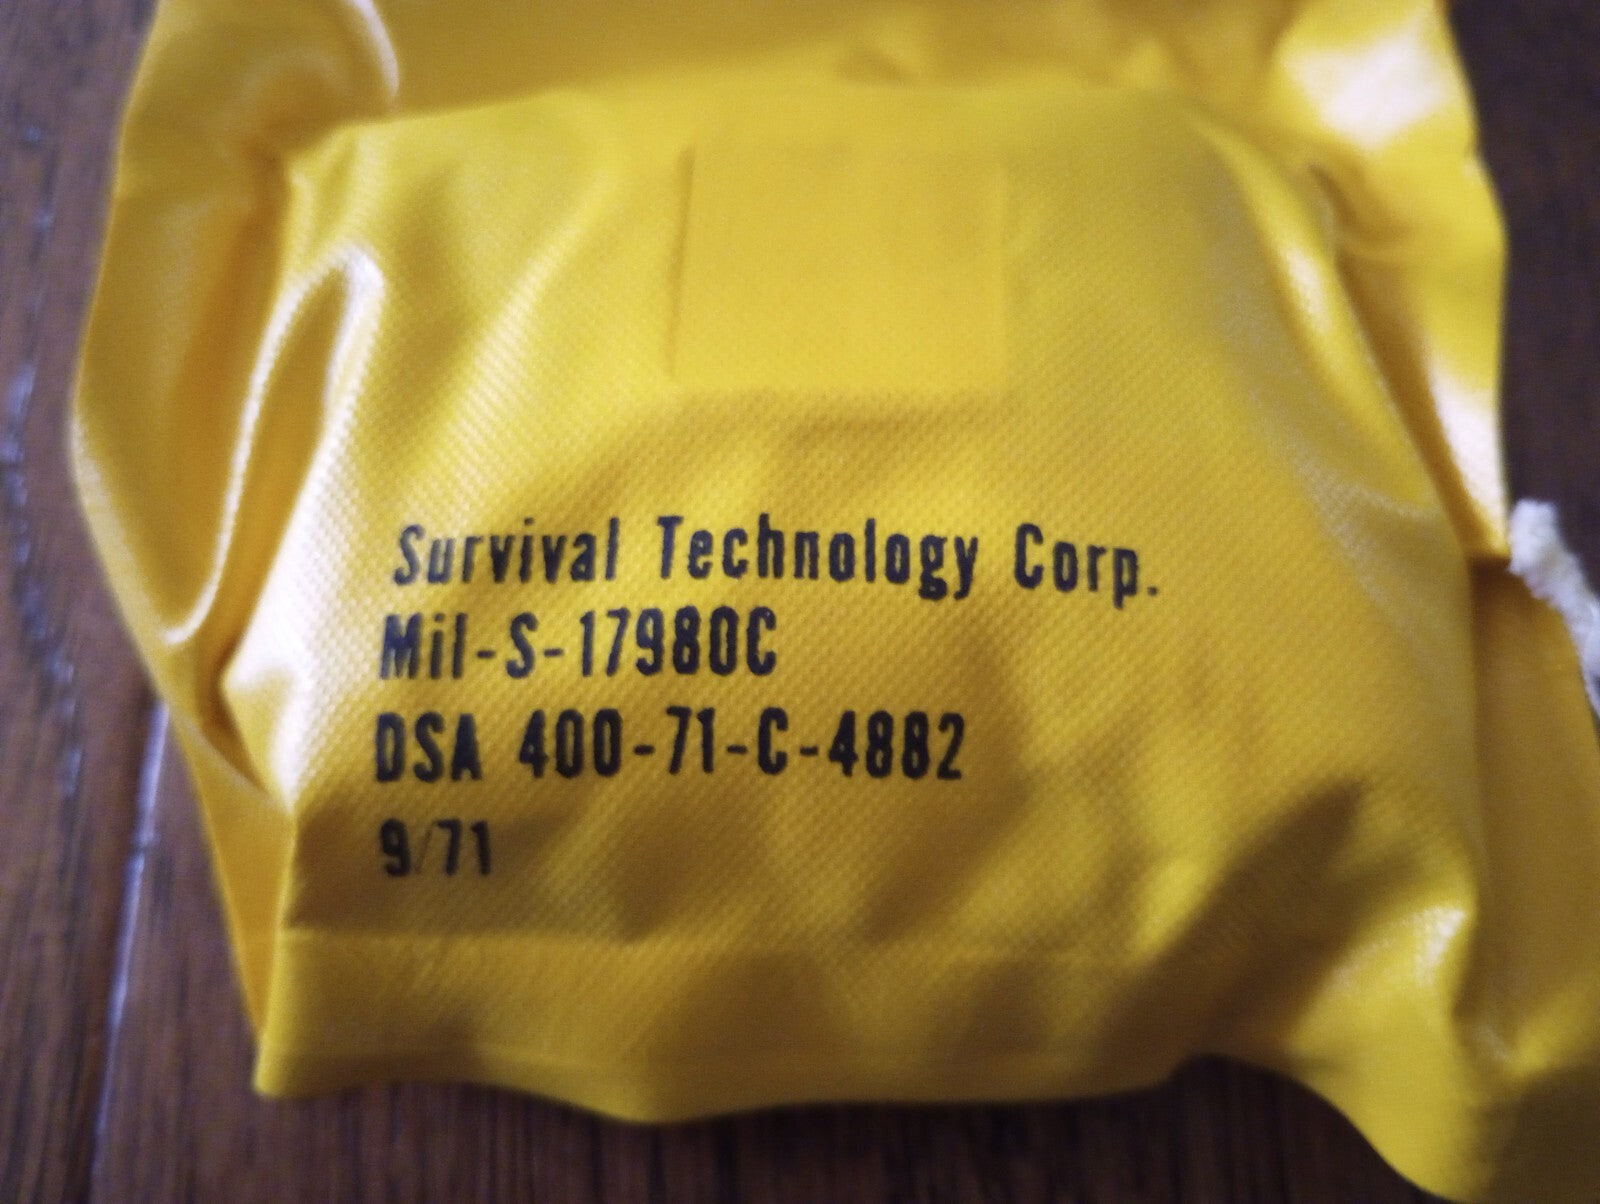 Survival Technology Corp.
Mil-S-17980C
DSA 400-71-C-4882
9/71